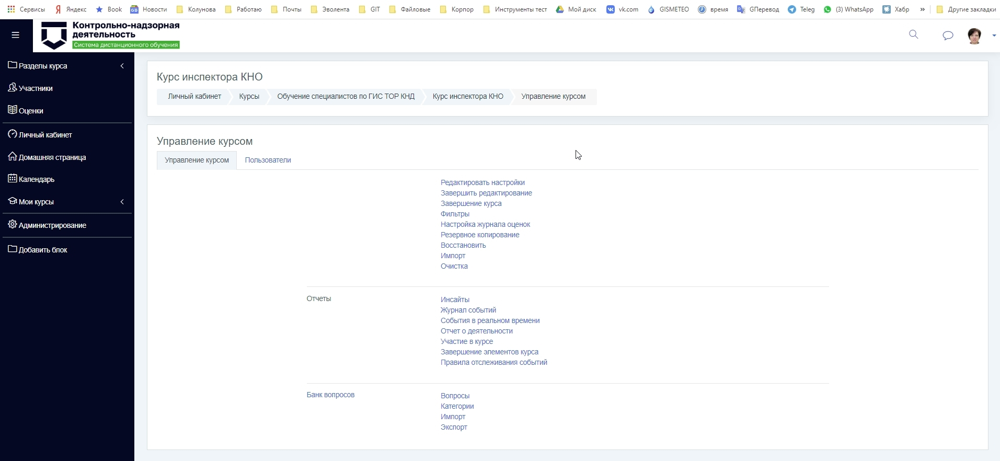 Сервисы Яндекс Book Новости Колунова Работаю Почты Эволента GIT Файловые Корпор Инструменты тест Мой диск vk.com GISMETEO время GПеревод Teleg (3) WhatsApp Хабр » Другие закладки
Контрольно-надзорная
деятельность
Система дистанционного обучения
Разделы курса
Участники
Оценки
Личный кабинет
Домашняя страница
Календарь
Мои курсы
Администрирование
Добавить блок
Курс инспектора КНО
Личный кабинет Курсы Обучение специалистов по ГИС ТОР КНД Курс инспектора КНО Управление курсом
Управление курсом
Управление курсом Пользователи
Редактировать настройки
Завершить редактирование
Завершение курса
Фильтры
Настройка журнала оценок
Резервное копирование
Восстановить
Импорт
Очистка
Отчеты
Инсайты
Журнал событий
События в реальном времени
Отчет о деятельности
Участие в курсе
Завершение элементов курса
Правила отслеживания событий
Банк вопросов
Вопросы
Категории
Импорт
Экспорт